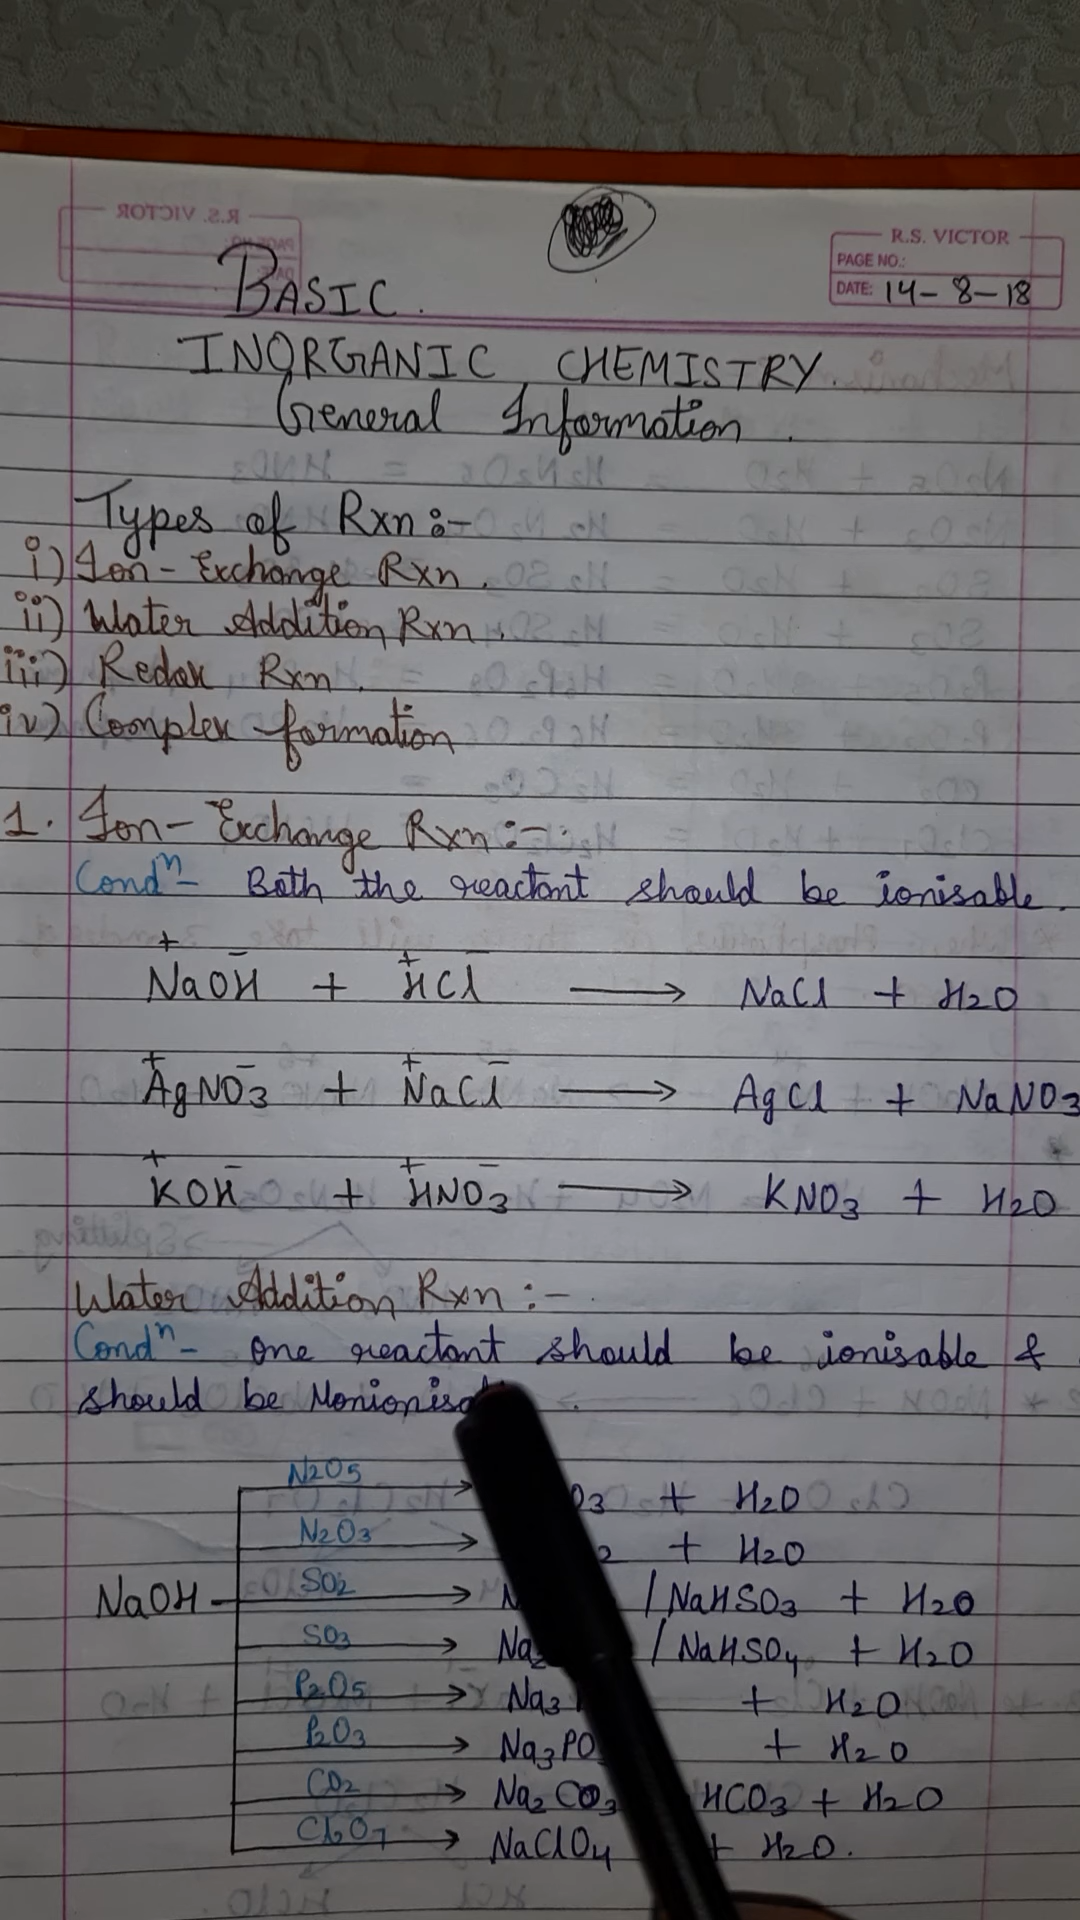 R.S. VICTOR
PAGE NO.:
DATE: 14-8-18
BASIC.
INORGANIC CHEMISTRY.
General Information.
Types of Rxn:-
i) Ion-Exchange Rxn.
ii) Water Addition Rxn.
iii) Redox Rxn.
iv) Complex formation
1. Ion-Exchange Rxn:-
Condⁿ- Both the reactant should be ionisable.
+ - + -
NaOH + HCl ⟶ NaCl + H2O
+ - + -
AgNO3 + NaCl ⟶ AgCl + NaNO3
+ - + -
KOH + HNO3 ⟶ KNO3 + H2O
Water Addition Rxn:-
Condⁿ- One reactant should be ionisable &
should be
N2O5 ⟶ O3 + H2O
N2O3 ⟶ 2 + H2O
NaOH SO2 ⟶ N /NaHSO3 + H2O
SO3 ⟶ Na2 /NaHSO4 + H2O
P2O5 ⟶ Na3 + H2O
P2O3 ⟶ Na3PO + H2O
CO2 ⟶ Na2CO3 HCO3 + H2O
Cl2O7 ⟶ NaClO4 + H2O.